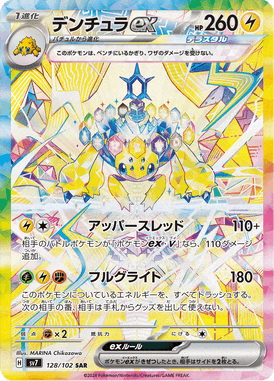 1進化 デンチュラex HP260
バチュルから進化 テラスタル
このポケモンは、ベンチにいるかぎり、ワザのダメージを受けない。
アッパースレッド 110+
相手のバトルポケモンが「ポケモンex・V」なら、110ダメージ
追加。
フルグライト 180
このポケモンについているエネルギーを、すべてトラッシュする。
次の相手の番、相手は手札からグッズを出して使えない。
弱点 ×2 抵抗力 にげる
Illus. MARINA Chikazawa
exルール
ポケモンexがきぜつしたとき、相手はサイドを2枚とる。
H SV7 128/102 SAR
©2024 Pokémon/Nintendo/Creatures/GAME FREAK.